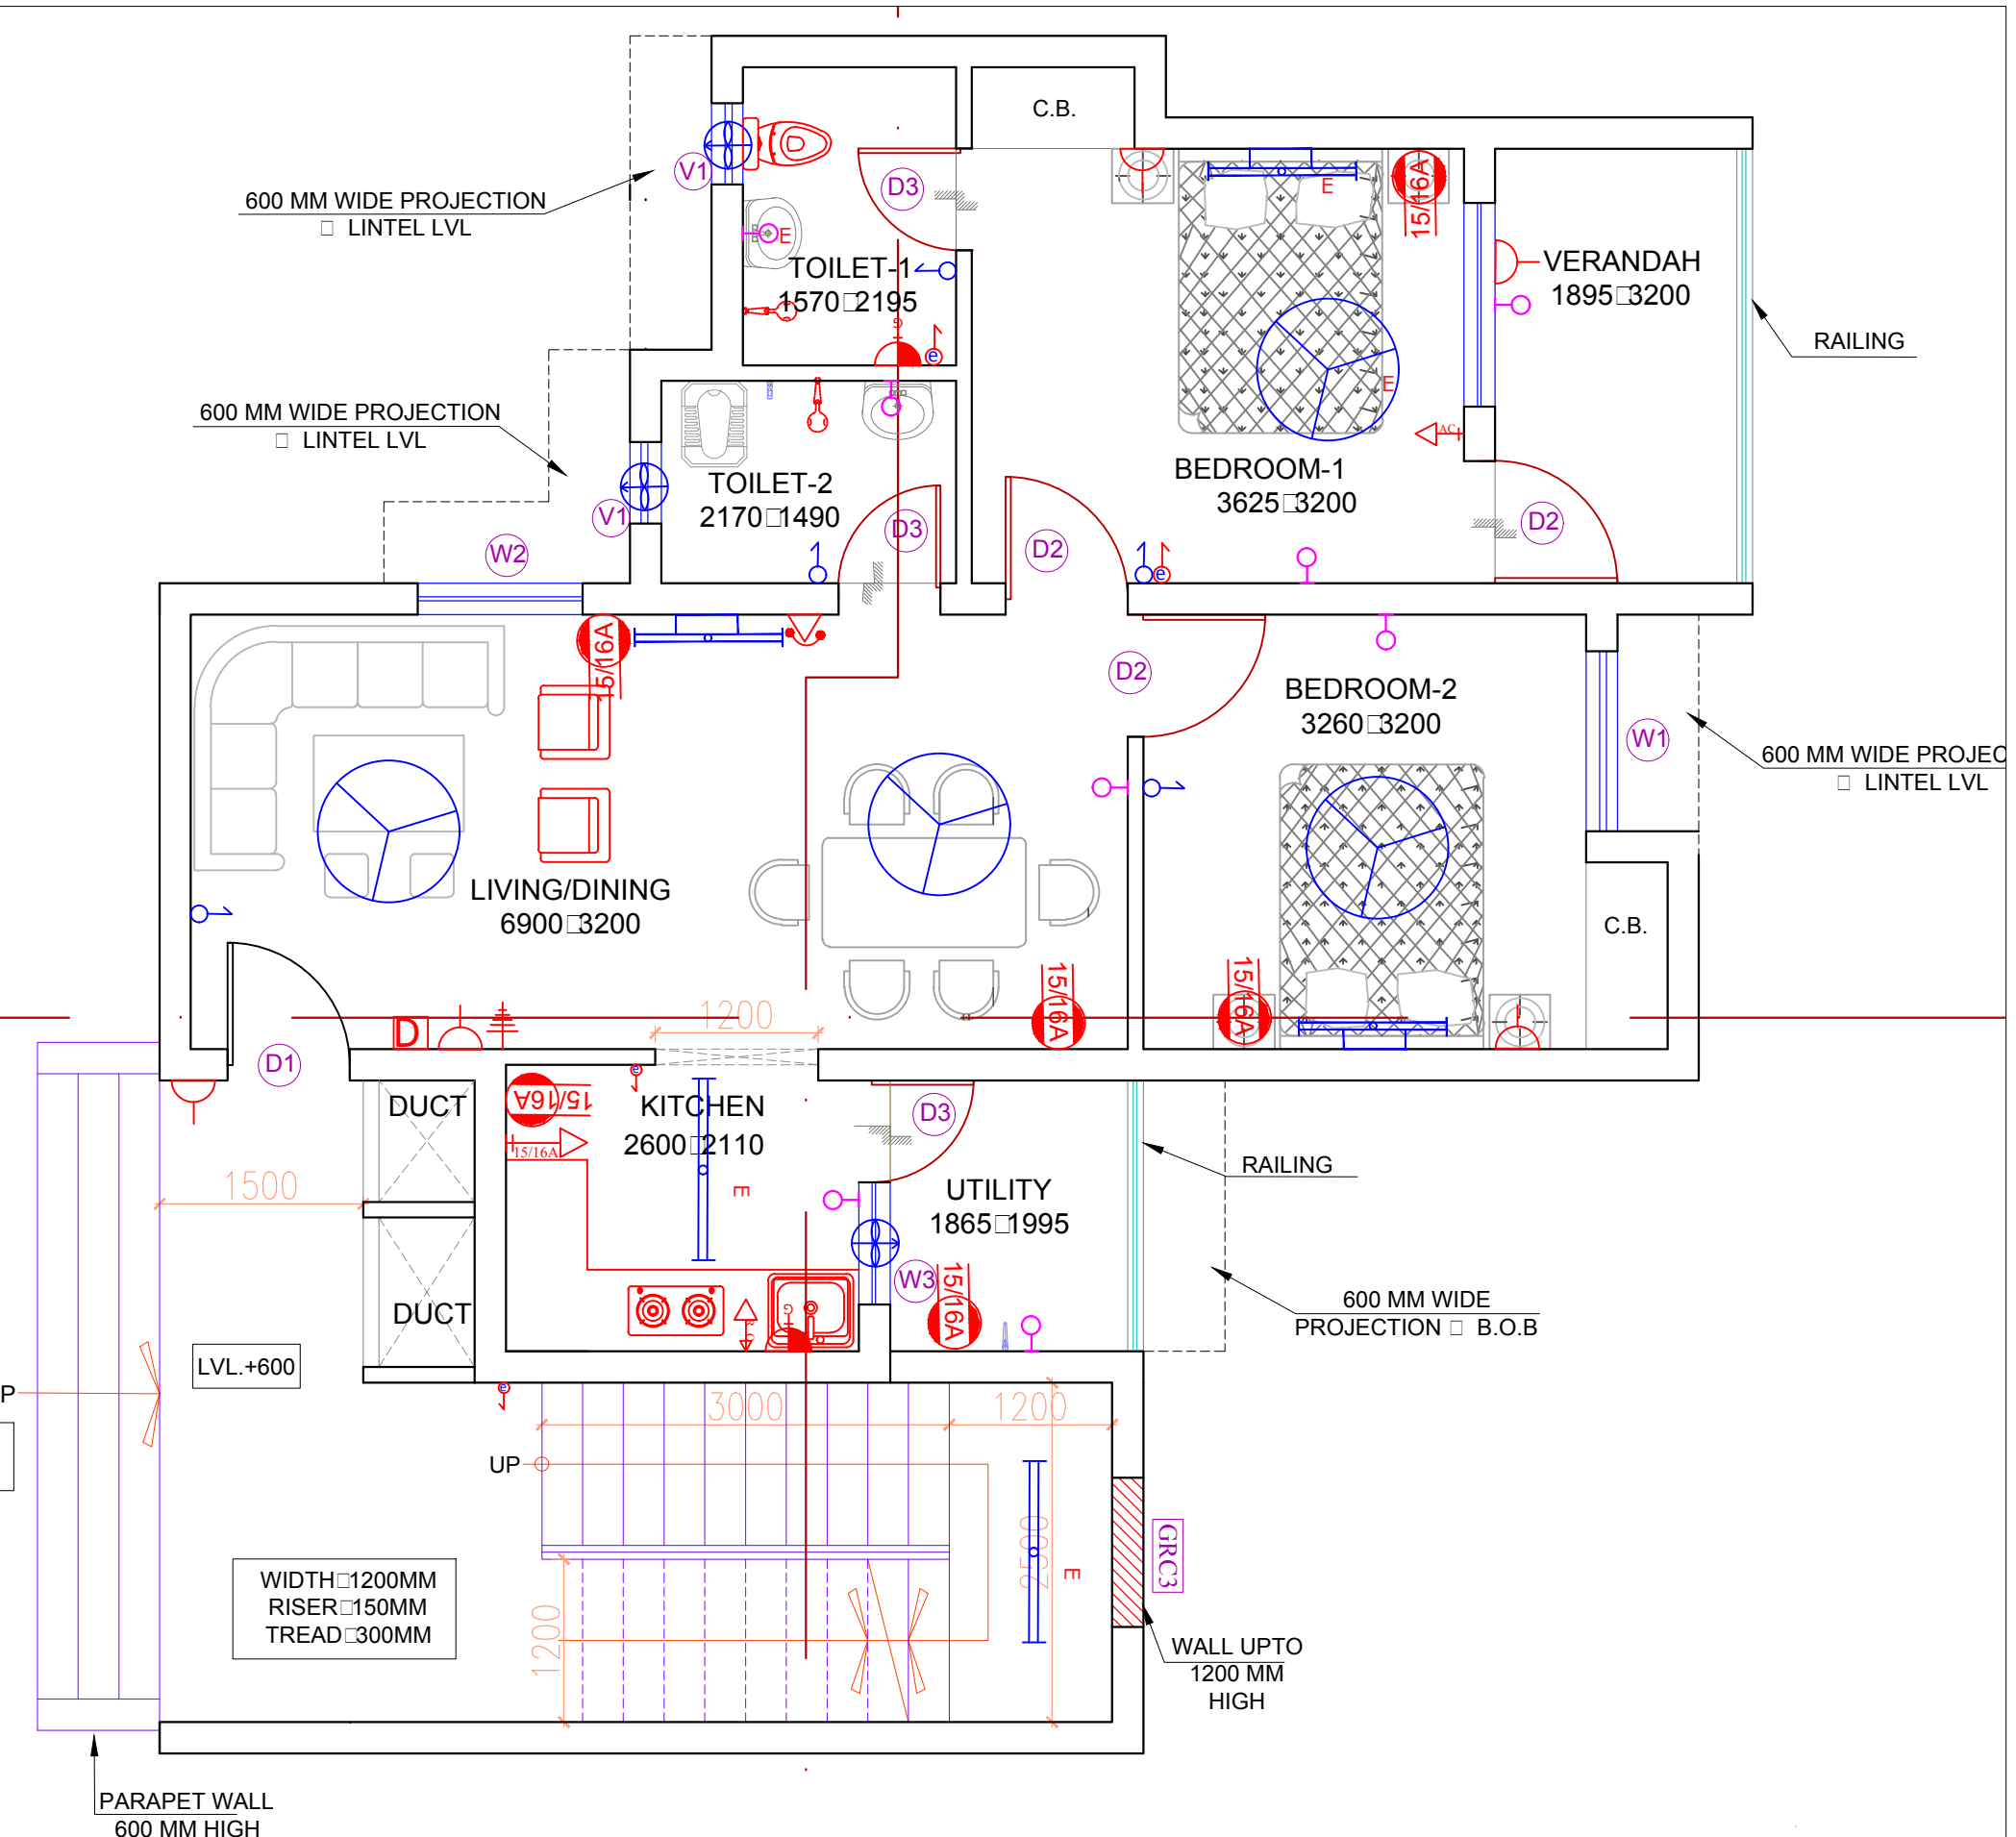 C.B.
600 MM WIDE PROJECTION
□ LINTEL LVL
V1
D3
E
15/16A
E
TOILET-1
1570□2195
G
e
VERANDAH
1895□3200
RAILING
E
AC
600 MM WIDE PROJECTION
□ LINTEL LVL
V1
W2
TOILET-2
2170□1490
D3
D2
BEDROOM-1
3625□3200
D2
e
15/16A
D2
BEDROOM-2
3260□3200
W1
600 MM WIDE PROJEC
□ LINTEL LVL
LIVING/DINING
6900□3200
C.B.
15/16A
15/16A
1200
D
D1
e
DUCT
15/16A
KITCHEN
2600□2110
15/16A
E
D3
RAILING
1500
UTILITY
1865□1995
W3
15/16A
G
DUCT
600 MM WIDE
PROJECTION □ B.O.B
LVL.+600
P
e
3000
1200
UP
2500
E
GRC3
WIDTH□1200MM
RISER□150MM
TREAD□300MM
1200
WALL UPTO
1200 MM
HIGH
PARAPET WALL
600 MM HIGH